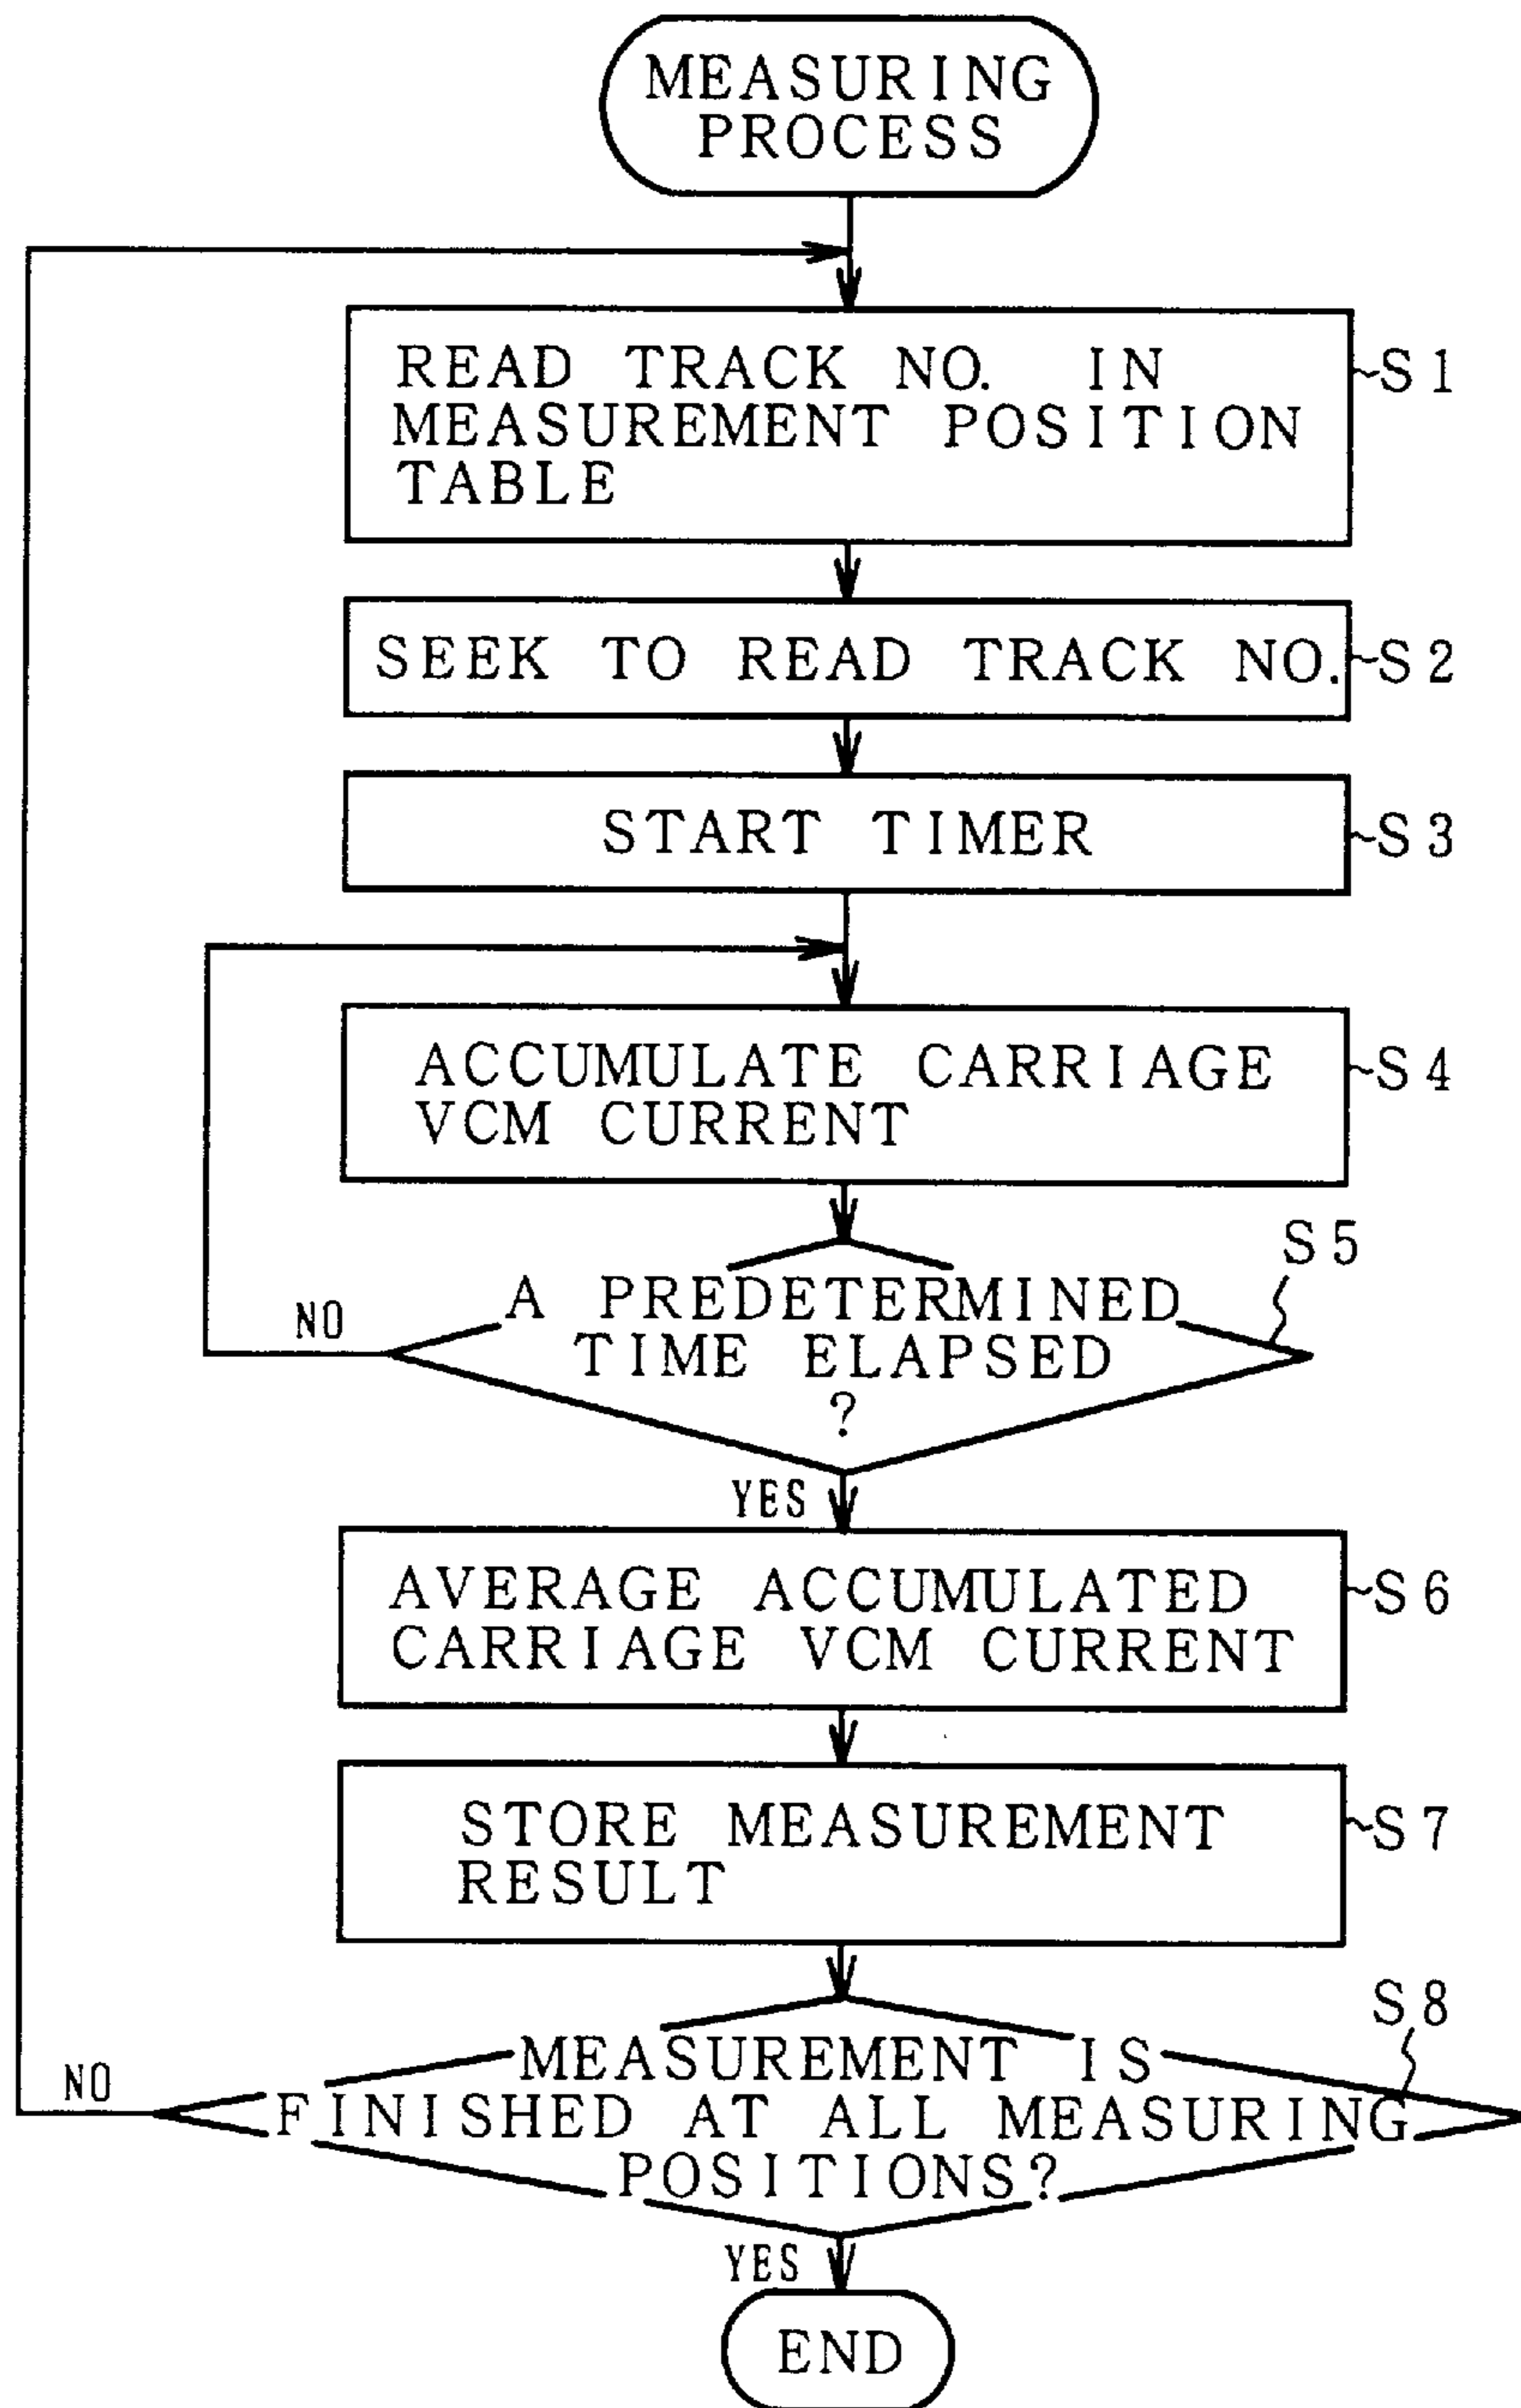 MEASURING
PROCESS
READ TRACK NO. IN
MEASUREMENT POSITION
TABLE
S1
SEEK TO READ TRACK NO.
S2
START TIMER
S3
ACCUMULATE CARRIAGE
VCM CURRENT
S4
S5
A PREDETERMINED
TIME ELAPSED
?
NO
YES
AVERAGE ACCUMULATED
CARRIAGE VCM CURRENT
S6
STORE MEASUREMENT
RESULT
S7
S8
MEASUREMENT IS
FINISHED AT ALL MEASURING
POSITIONS?
NO
YES
END